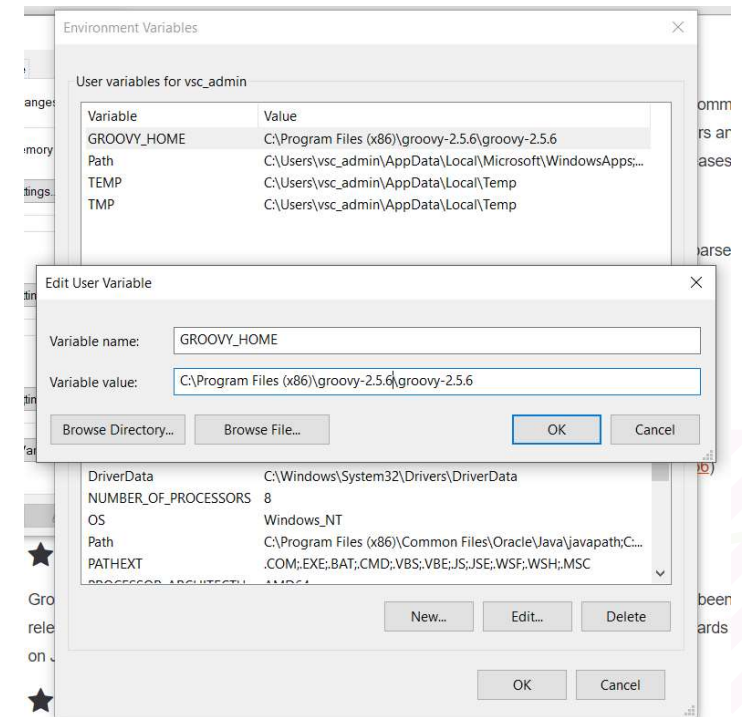 Environment Variables
User variables for vsc_admin
Variable Value
GROOVY_HOME C:\Program Files (x86)\groovy-2.5.6\groovy-2.5.6
Path C:\Users\vsc_admin\AppData\Local\Microsoft\WindowsApps;...
TEMP C:\Users\vsc_admin\AppData\Local\Temp
TMP C:\Users\vsc_admin\AppData\Local\Temp
Edit User Variable
Variable name: GROOVY_HOME
Variable value: C:\Program Files (x86)\groovy-2.5.6\groovy-2.5.6
Browse Directory... Browse File... OK Cancel
DriverData C:\Windows\System32\Drivers\DriverData
NUMBER_OF_PROCESSORS 8
OS Windows_NT
Path C:\Program Files (x86)\Common Files\Oracle\Java\javapath;C:...
PATHEXT .COM;.EXE;.BAT;.CMD;.VBS;.VBE;.JS;.JSE;.WSF;.WSH;.MSC
New... Edit... Delete
been
Gro
rele
ards
on
OK Cancel